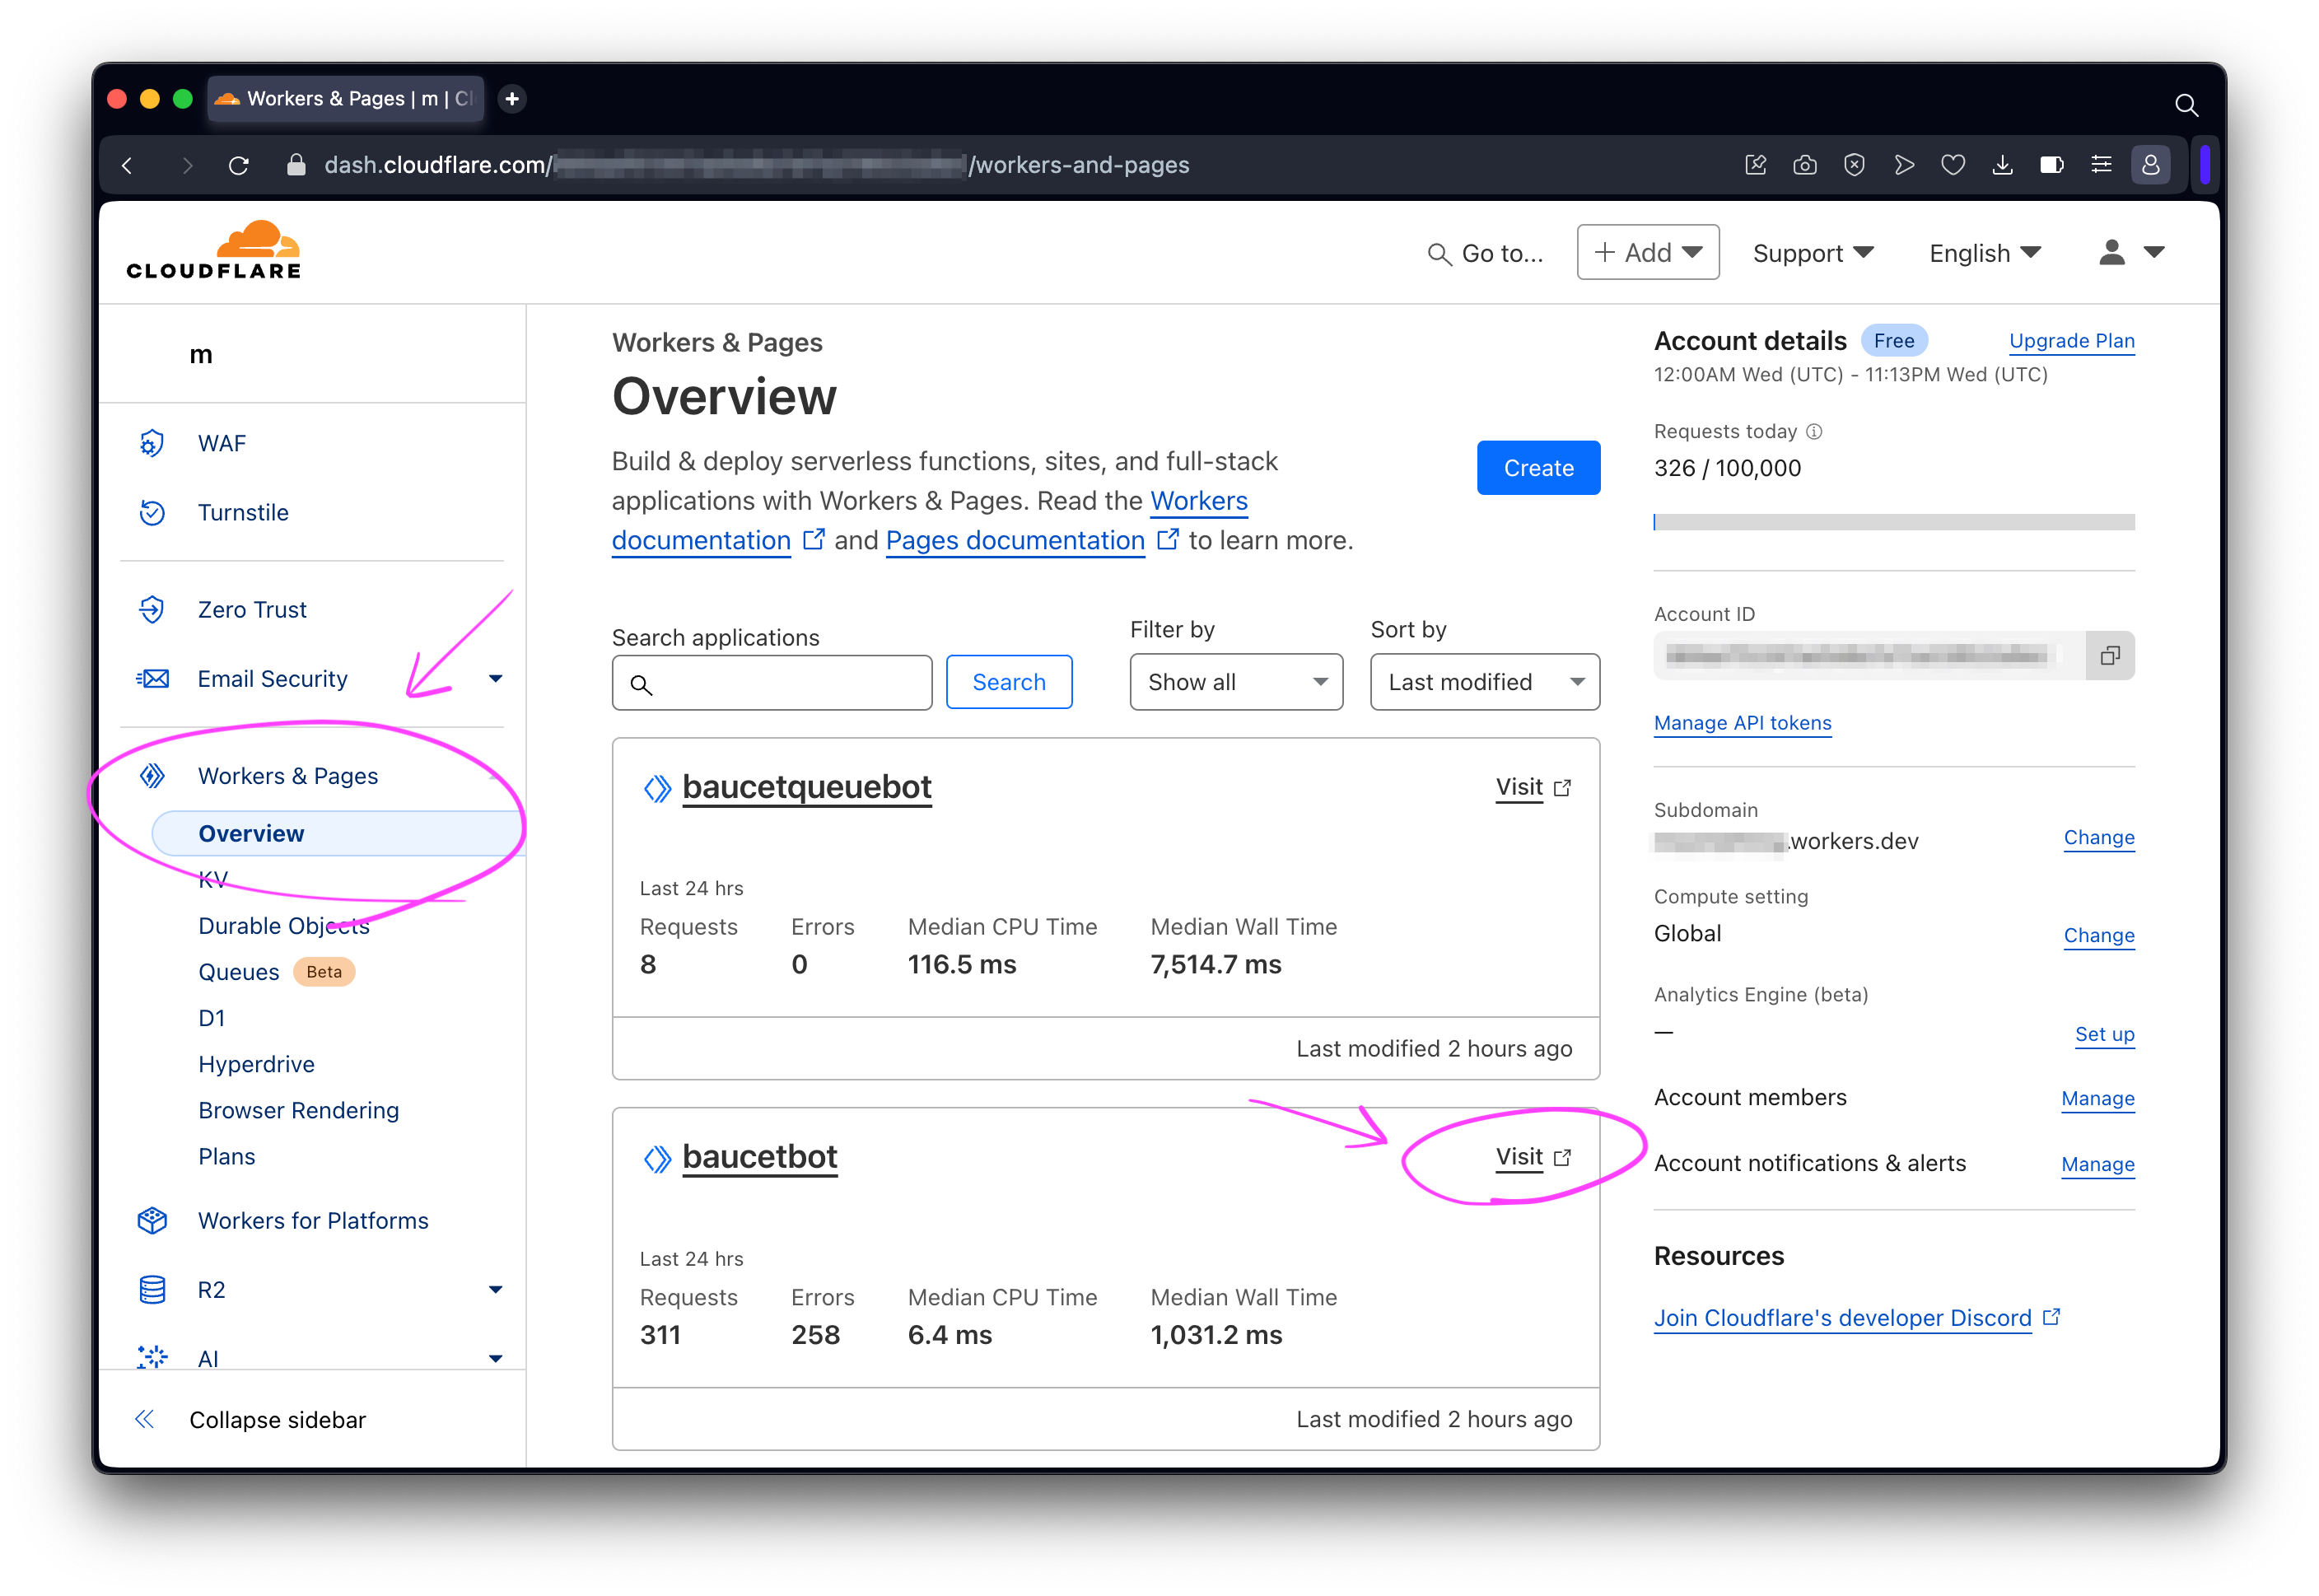 Workers & Pages | m | Cl
dash.cloudflare.com/
/workers-and-pages
CLOUDFLARE
Go to...
Add
Support
English
m
WAF
Turnstile
Zero Trust
Email Security
Workers & Pages
Overview
KV
Durable Objects
Queues Beta
D1
Hyperdrive
Browser Rendering
Plans
Workers for Platforms
R2
AI
Collapse sidebar
Workers & Pages
Overview
Build & deploy serverless functions, sites, and full-stack
applications with Workers & Pages. Read the Workers
documentation and Pages documentation to learn more.
Create
Search applications
Search
Filter by
Show all
Sort by
Last modified
baucetqueuebot
Visit
Last 24 hrs
Requests Errors Median CPU Time Median Wall Time
8 0 116.5 ms 7,514.7 ms
Last modified 2 hours ago
baucetbot
Visit
Last 24 hrs
Requests Errors Median CPU Time Median Wall Time
311 258 6.4 ms 1,031.2 ms
Last modified 2 hours ago
Account details Free Upgrade Plan
12:00AM Wed (UTC) - 11:13PM Wed (UTC)
Requests today
326 / 100,000
Account ID
Manage API tokens
Subdomain
.workers.dev Change
Compute setting
Global Change
Analytics Engine (beta)
— Set up
Account members Manage
Account notifications & alerts Manage
Resources
Join Cloudflare's developer Discord